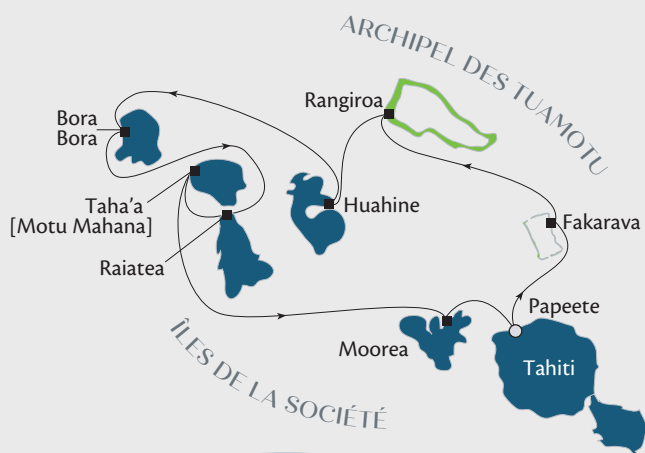 ARCHIPEL DES TUAMOTU
Rangiroa
Bora
Bora
Taha'a
[Motu Mahana]
Huahine
Fakarava
Raiatea
Papeete
Moorea
Tahiti
ÎLES DE LA SOCIÉTÉ